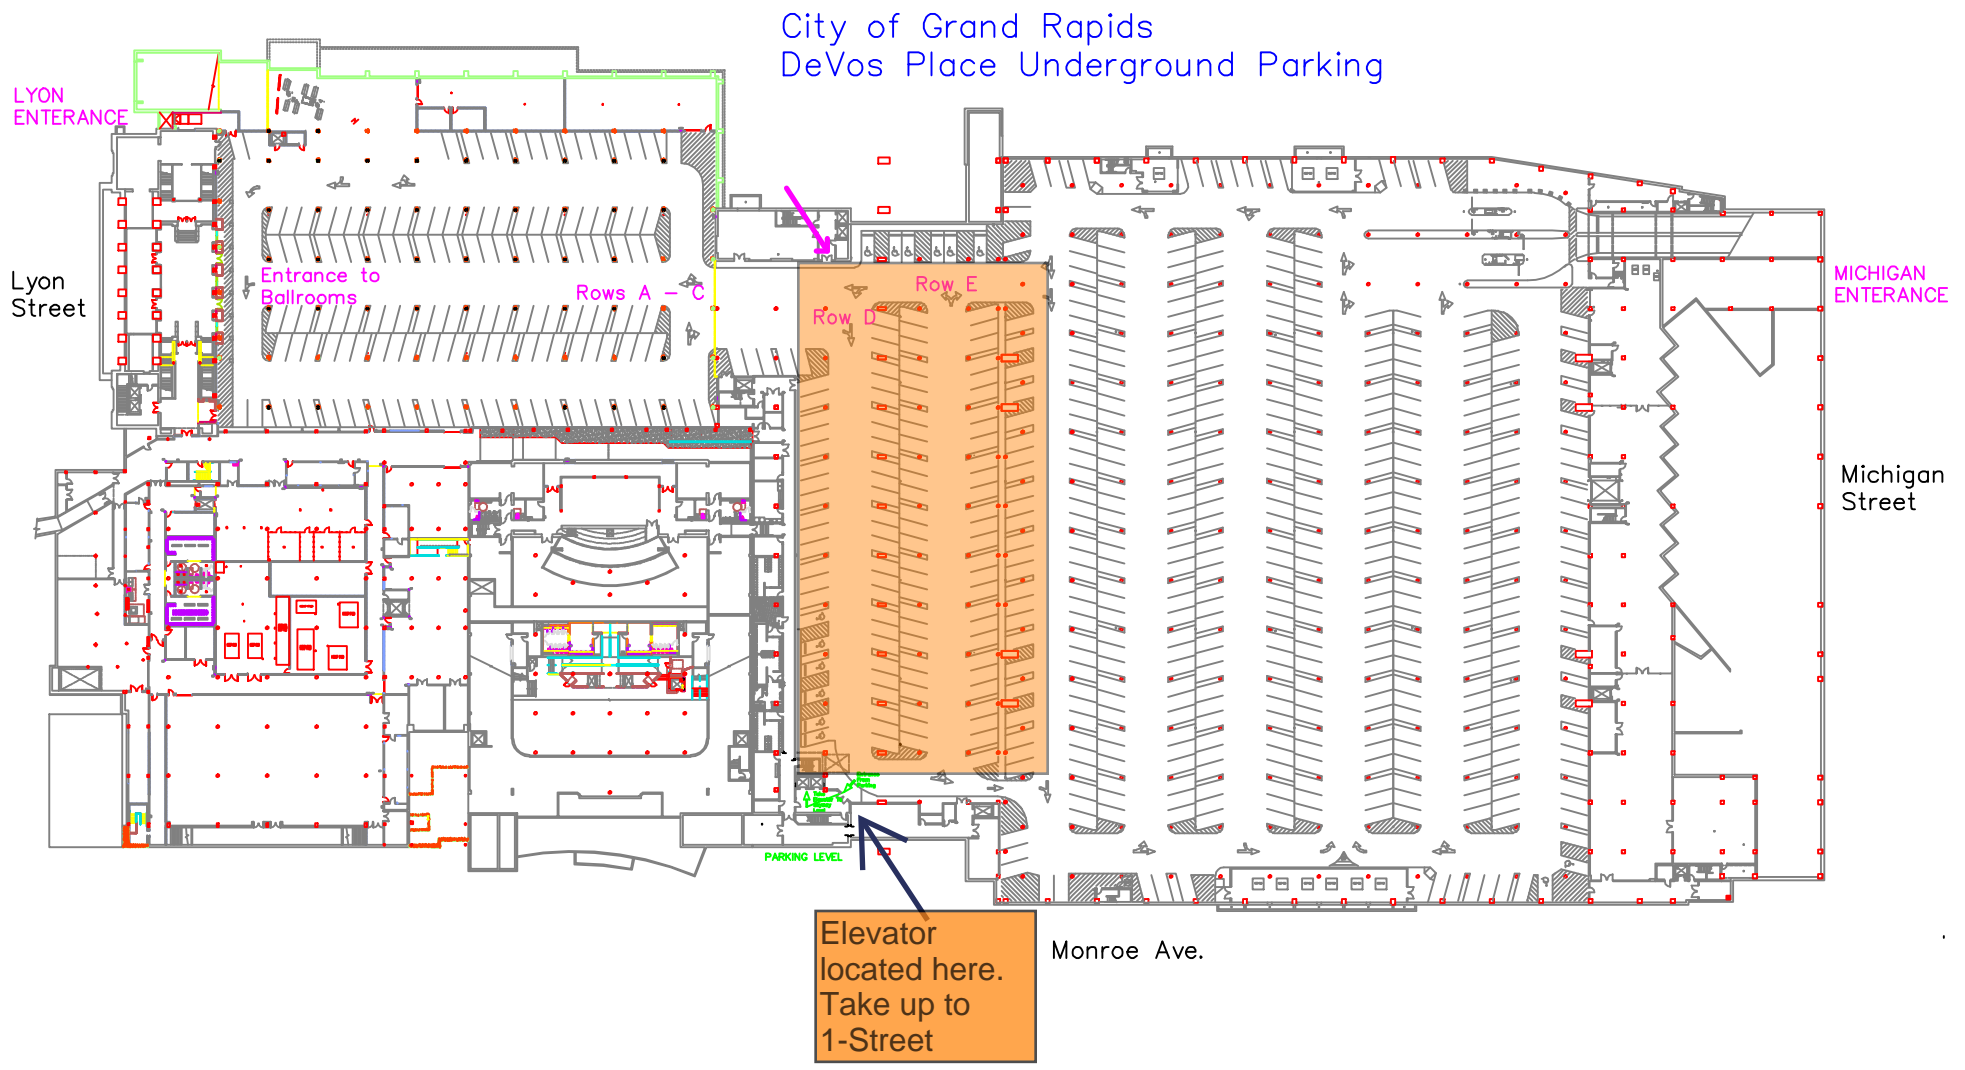 City of Grand Rapids
DeVos Place Underground Parking
LYON
ENTERANCE
Lyon
Street
Entrance to
Ballrooms
Rows A - C
Row E
Row D
MICHIGAN
ENTERANCE
Michigan
Street
PARKING LEVEL
Elevator
located here.
Take up to
1-Street
Monroe Ave.